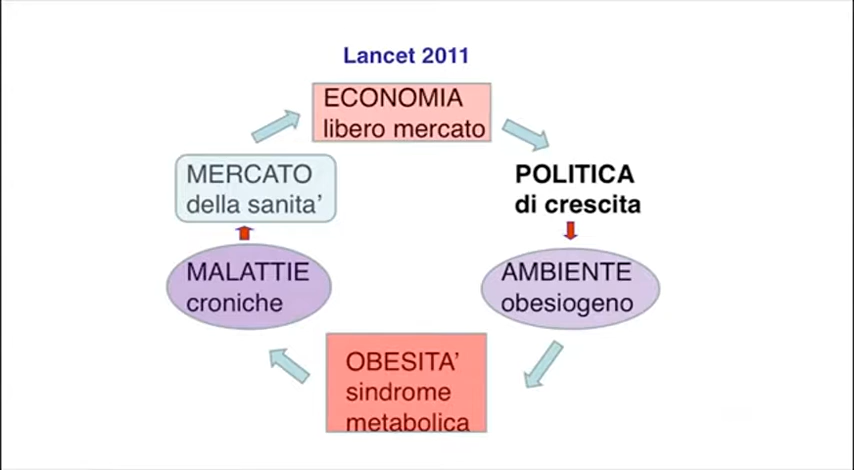 Lancet 2011
ECONOMIA
libero mercato
MERCATO
della sanita'
POLITICA
di crescita
MALATTIE
croniche
AMBIENTE
obesiogeno
OBESITA'
sindrome
metabolica